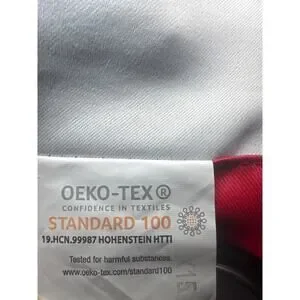 OEKO-TEX®
CONFIDENCE IN TEXTILES
STANDARD 100
19.HCN.99987 HOHENSTEIN HTTI
Tested for harmful substances.
www.oeko-tex.com/standard100